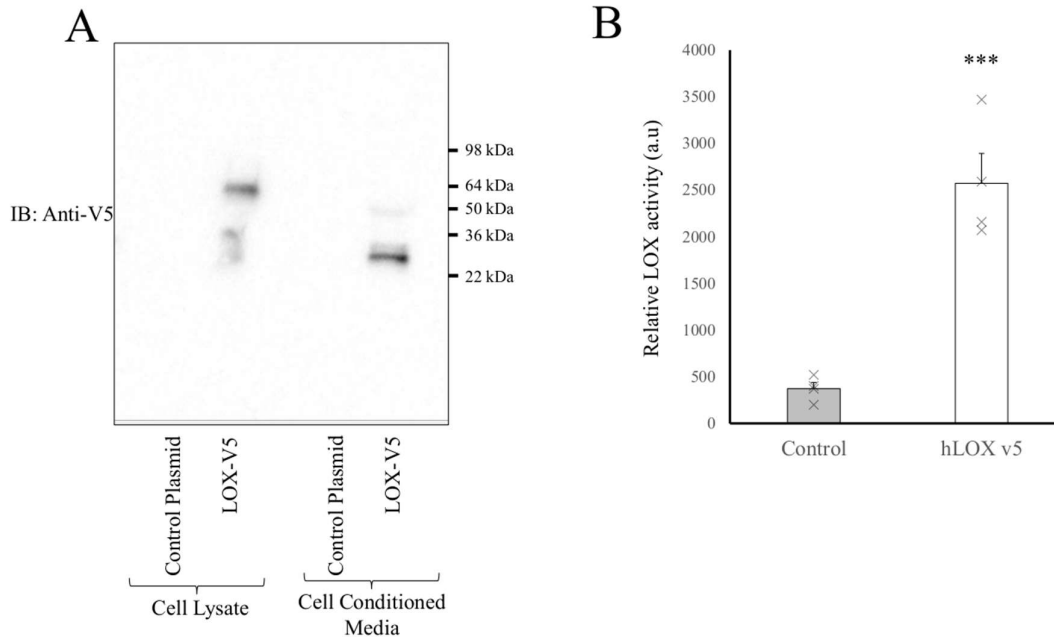 A
IB: Anti-V5
98 kDa
64 kDa
50 kDa
36 kDa
22 kDa
Control Plasmid
LOX-V5
Control Plasmid
LOX-V5
Cell Lysate
Cell Conditioned
Media
B
Relative LOX activity (a.u)
4000
3500
3000
2500
2000
1500
1000
500
0
***
Control
hLOX v5